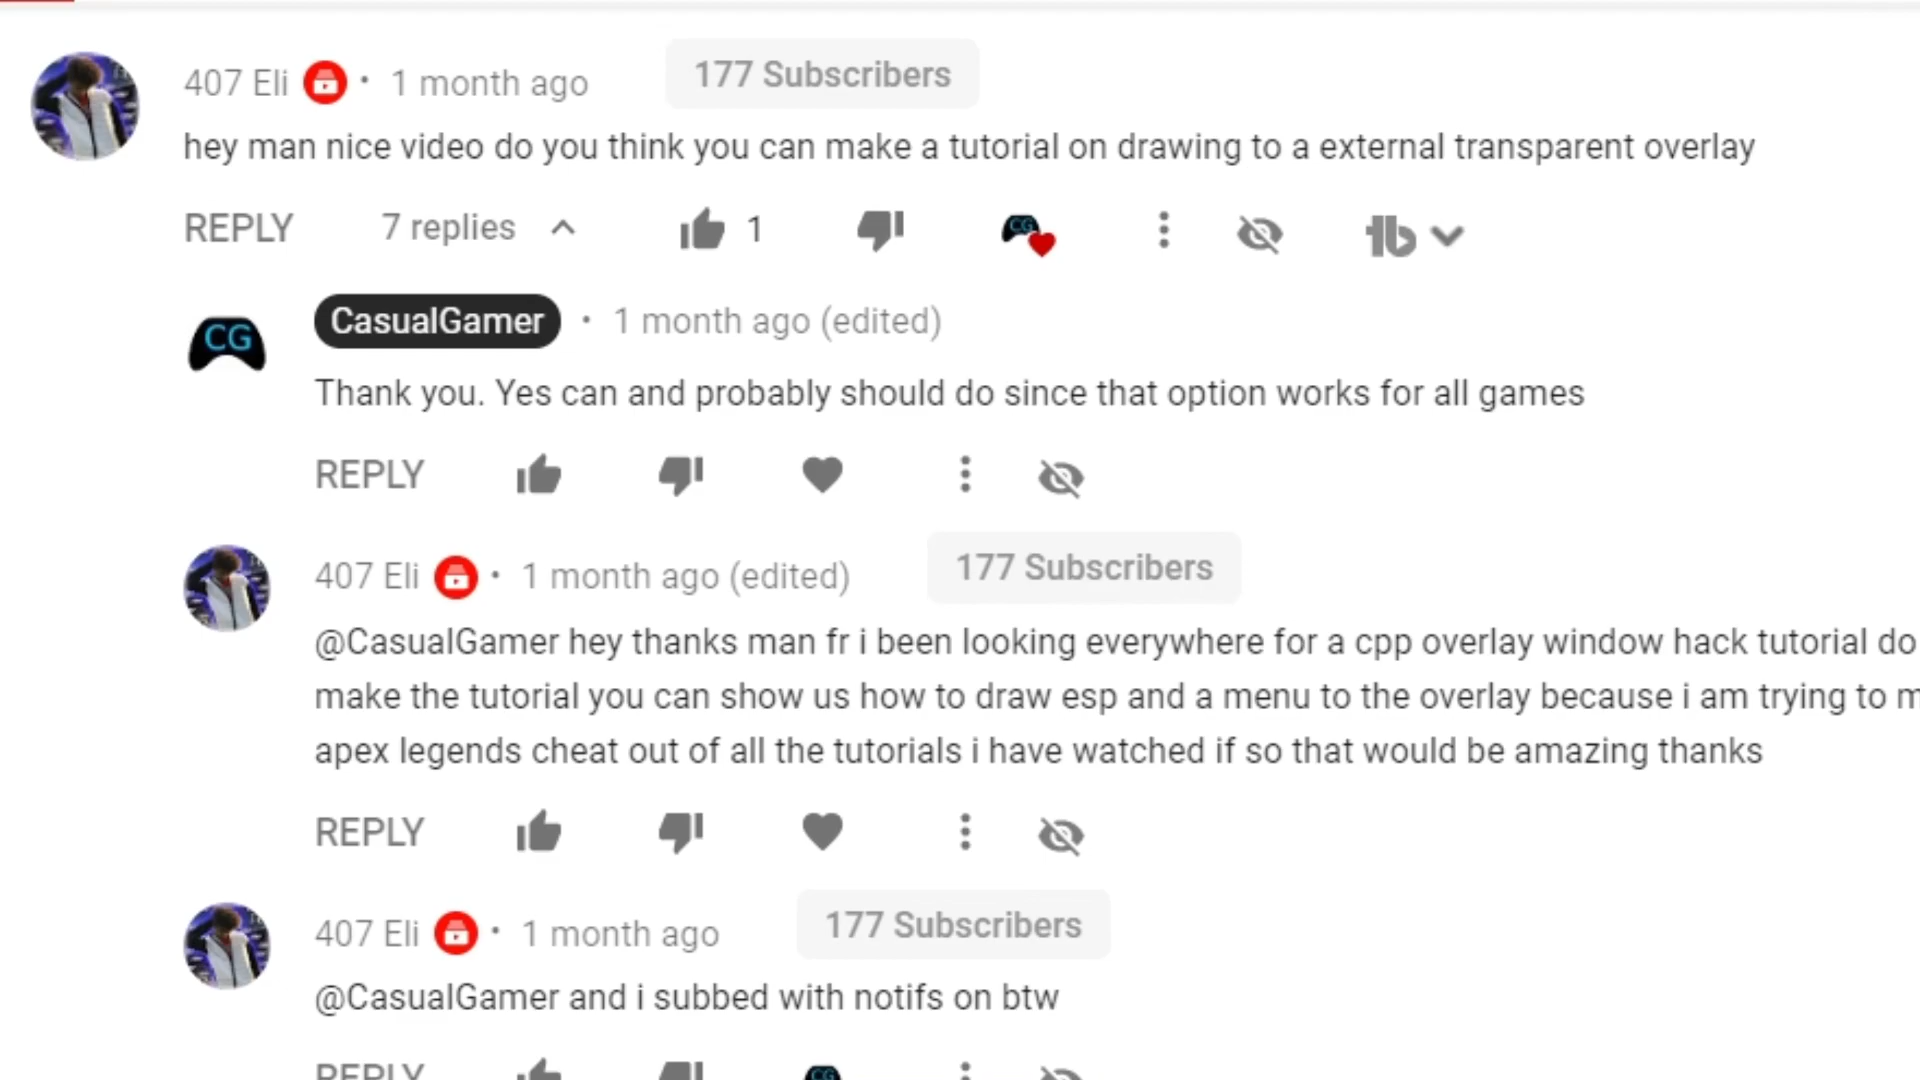 407 Eli • 1 month ago 177 Subscribers
hey man nice video do you think you can make a tutorial on drawing to a external transparent overlay
REPLY 7 replies 1 CG tb
CG CasualGamer • 1 month ago (edited)
Thank you. Yes can and probably should do since that option works for all games
REPLY
407 Eli • 1 month ago (edited) 177 Subscribers
@CasualGamer hey thanks man fr i been looking everywhere for a cpp overlay window hack tutorial do
make the tutorial you can show us how to draw esp and a menu to the overlay because i am trying to
apex legends cheat out of all the tutorials i have watched if so that would be amazing thanks
REPLY
407 Eli • 1 month ago 177 Subscribers
@CasualGamer and i subbed with notifs on btw
REPLY CG